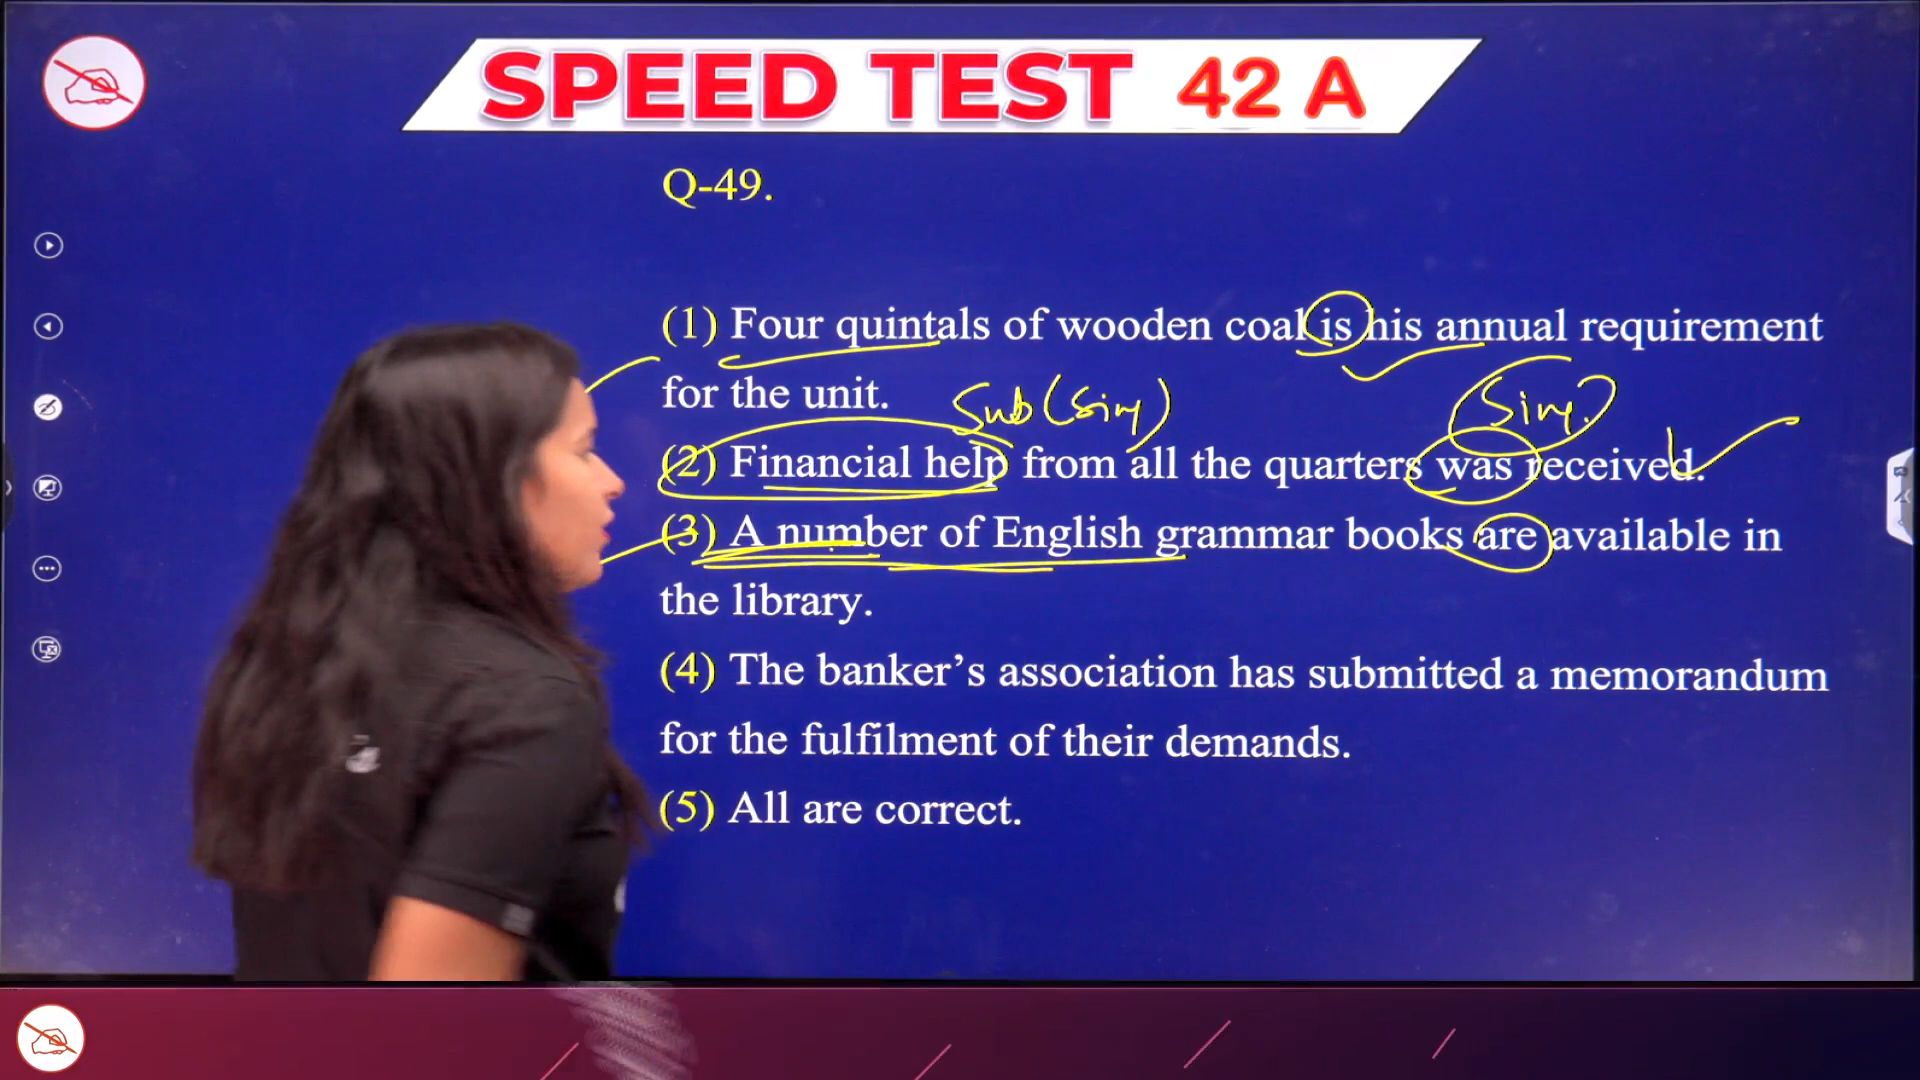 SPEED TEST 42 A
Q-49.
(1) Four quintals of wooden coal is his annual requirement
for the unit.
Sub (Sing) Sing.
(2) Financial help from all the quarters was received.
(3) A number of English grammar books are available in
the library.
(4) The banker’s association has submitted a memorandum
for the fulfilment of their demands.
(5) All are correct.